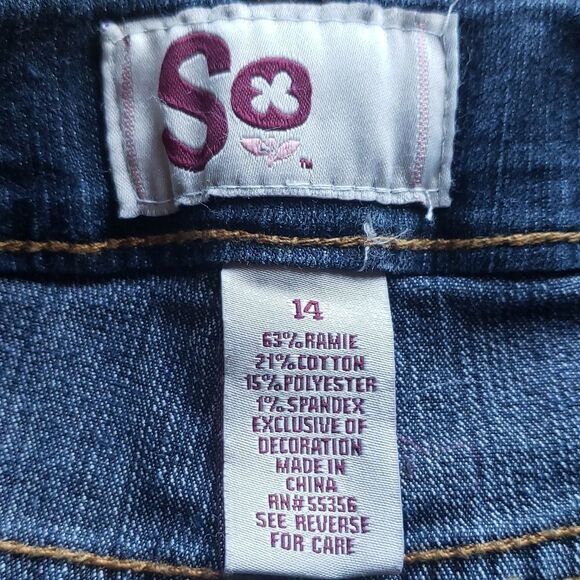 So
TM
14
63% RAMIE
21% COTTON
15% POLYESTER
1% SPANDEX
EXCLUSIVE OF
DECORATION
MADE IN
CHINA
RN# 55356
SEE REVERSE
FOR CARE